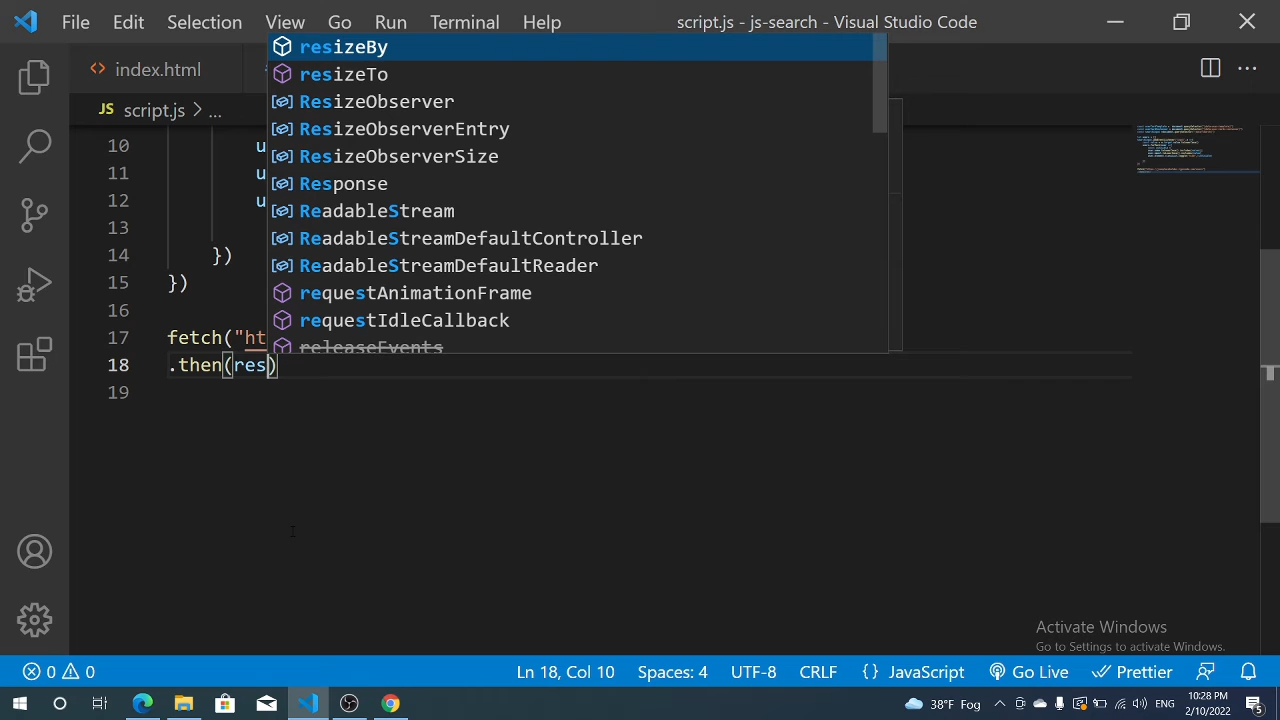 File Edit Selection View Go Run Terminal Help script.js - js-search - Visual Studio Code
index.html
JS script.js > ...
resizeBy
resizeTo
ResizeObserver
ResizeObserverEntry
ResizeObserverSize
Response
ReadableStream
ReadableStreamDefaultController
ReadableStreamDefaultReader
requestAnimationFrame
requestIdleCallback
releaseEvents
10 u
11 u
12 u
13
14 })
15 })
16
17 fetch("ht
18 .then(res)
19
Activate Windows
Go to Settings to activate Windows.
0 0 Ln 18, Col 10 Spaces: 4 UTF-8 CRLF {} JavaScript Go Live Prettier
38°F Fog ENG 10:28 PM 2/10/2022 5